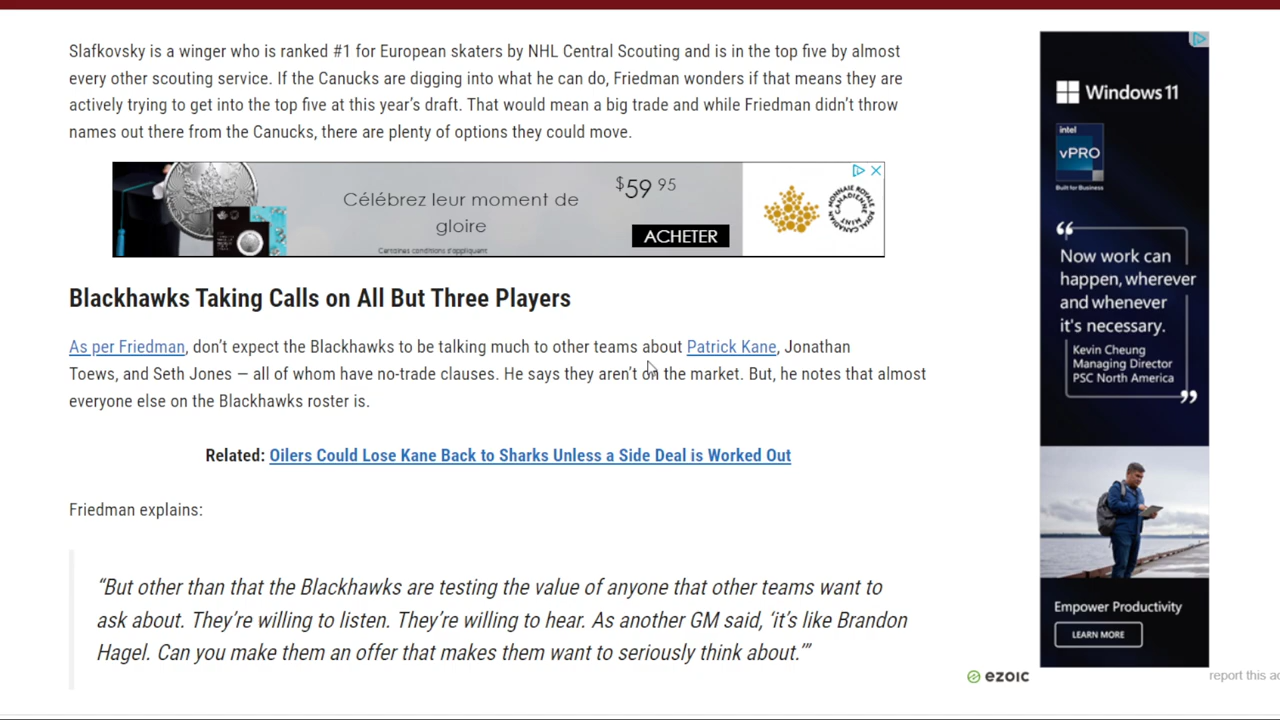 Slafkovsky is a winger who is ranked #1 for European skaters by NHL Central Scouting and is in the top five by almost
every other scouting service. If the Canucks are digging into what he can do, Friedman wonders if that means they are
actively trying to get into the top five at this year's draft. That would mean a big trade and while Friedman didn't throw
names out there from the Canucks, there are plenty of options they could move.
Célébrez leur moment de
gloire
Certaines conditions d'appliquent
$59 95
ACHETER
MONNAIE ROYALE CANADIENNE
ROYAL CANADIAN MINT
Blackhawks Taking Calls on All But Three Players
As per Friedman, don't expect the Blackhawks to be talking much to other teams about Patrick Kane, Jonathan
Toews, and Seth Jones — all of whom have no-trade clauses. He says they aren't on the market. But, he notes that almost
everyone else on the Blackhawks roster is.
Related: Oilers Could Lose Kane Back to Sharks Unless a Side Deal is Worked Out
Friedman explains:
“But other than that the Blackhawks are testing the value of anyone that other teams want to
ask about. They're willing to listen. They're willing to hear. As another GM said, ‘it's like Brandon
Hagel. Can you make them an offer that makes them want to seriously think about.’”
Windows 11
intel
vPRO
Built for Business
“
Now work can
happen, wherever
and whenever
it's necessary.
Kevin Cheung
Managing Director
PSC North America
”
Empower Productivity
LEARN MORE
ezoic
report this